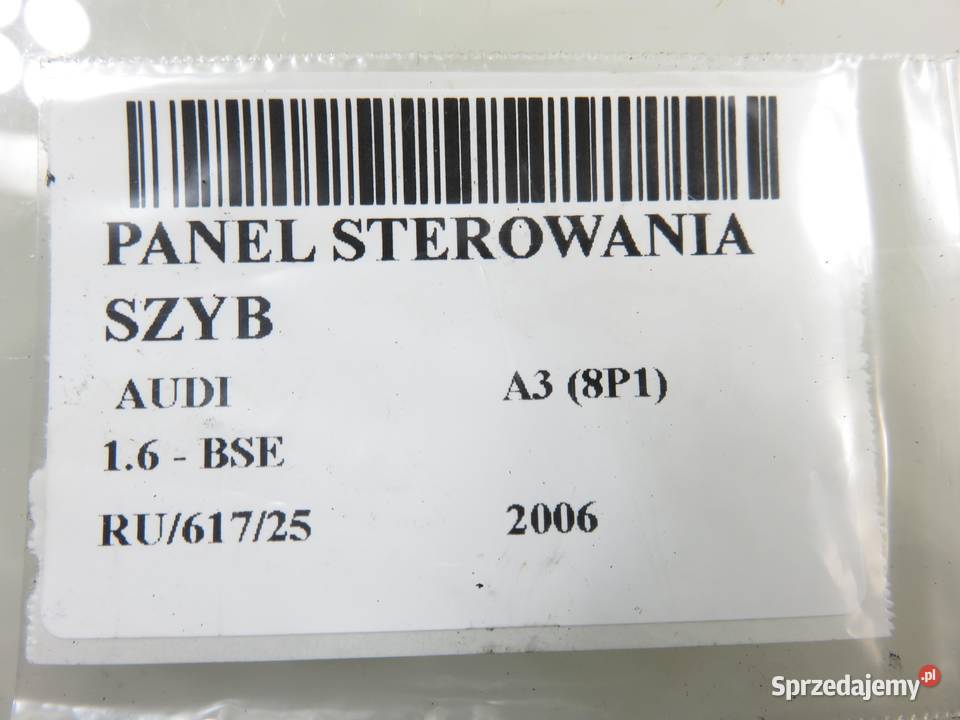 PANEL STEROWANIA
SZYB
AUDI A3 (8P1)
1.6 - BSE
RU/617/25 2006
Sprzedajemy.pl